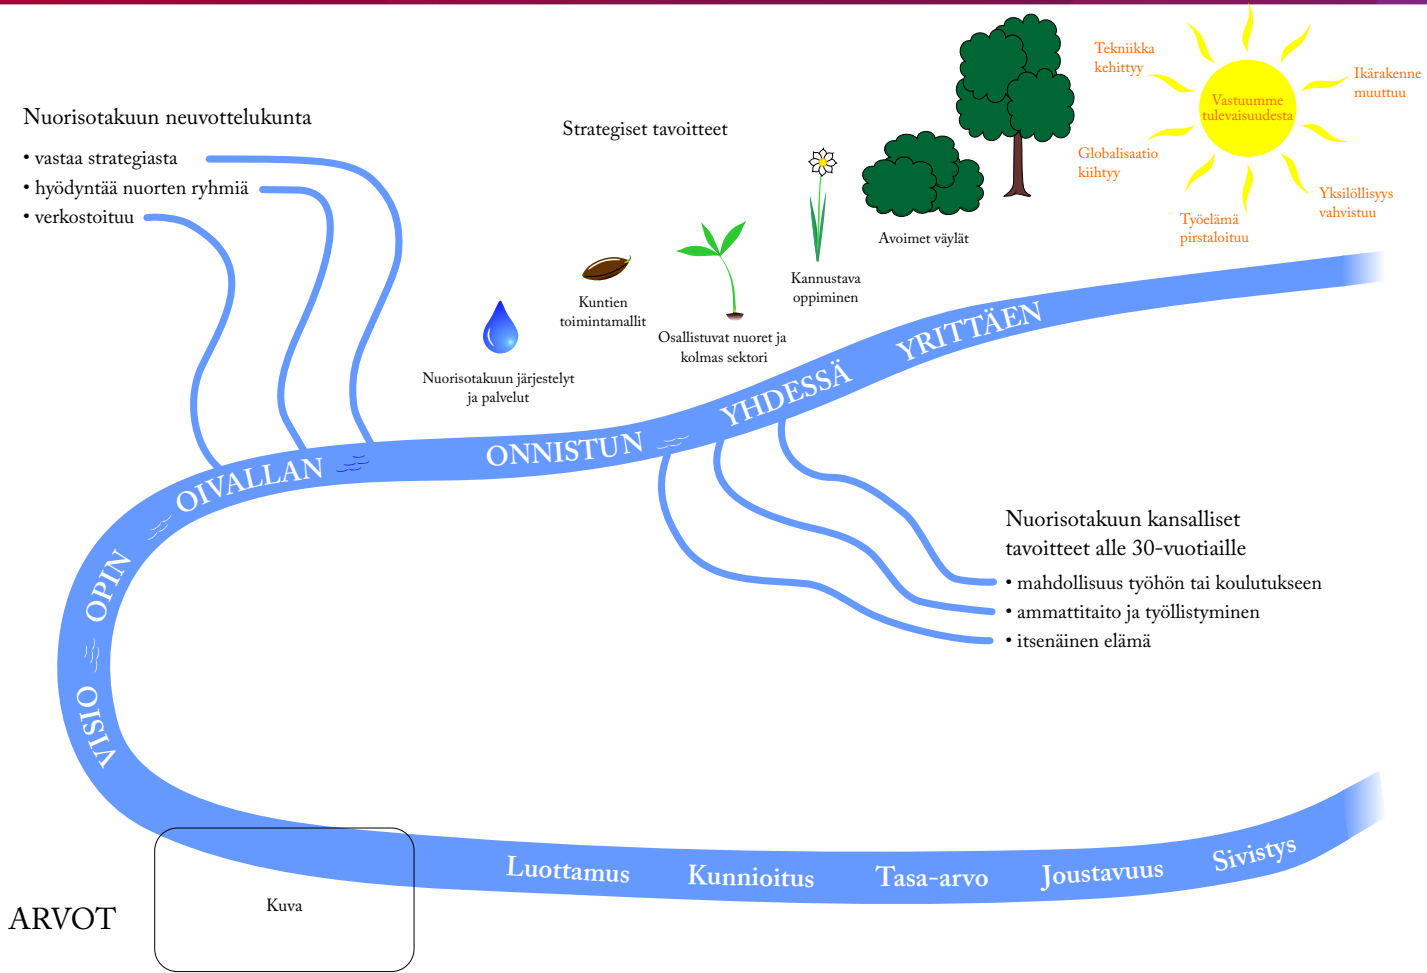 Nuorisotakuun neuvottelukunta
• vastaa strategiasta
• hyödyntää nuorten ryhmiä
• verkostoituu
Strategiset tavoitteet
Nuorisotakuun järjestelyt
ja palvelut
Kuntien
toimintamallit
Osallistuvat nuoret ja
kolmas sektori
Kannustava
oppiminen
Avoimet väylät
Tekniikka
kehittyy
Globalisaatio
kiihtyy
Työelämä
pirstaloituu
Vastuumme
tulevaisuudesta
Ikärakenne
muuttuu
Yksilöllisyys
vahvistuu
VISIO OPIN OIVALLAN ONNISTUN YHDESSÄ YRITTÄEN
Nuorisotakuun kansalliset
tavoitteet alle 30-vuotiaille
• mahdollisuus työhön tai koulutukseen
• ammattitaito ja työllistyminen
• itsenäinen elämä
ARVOT
Kuva
Luottamus Kunnioitus Tasa-arvo Joustavuus Sivistys